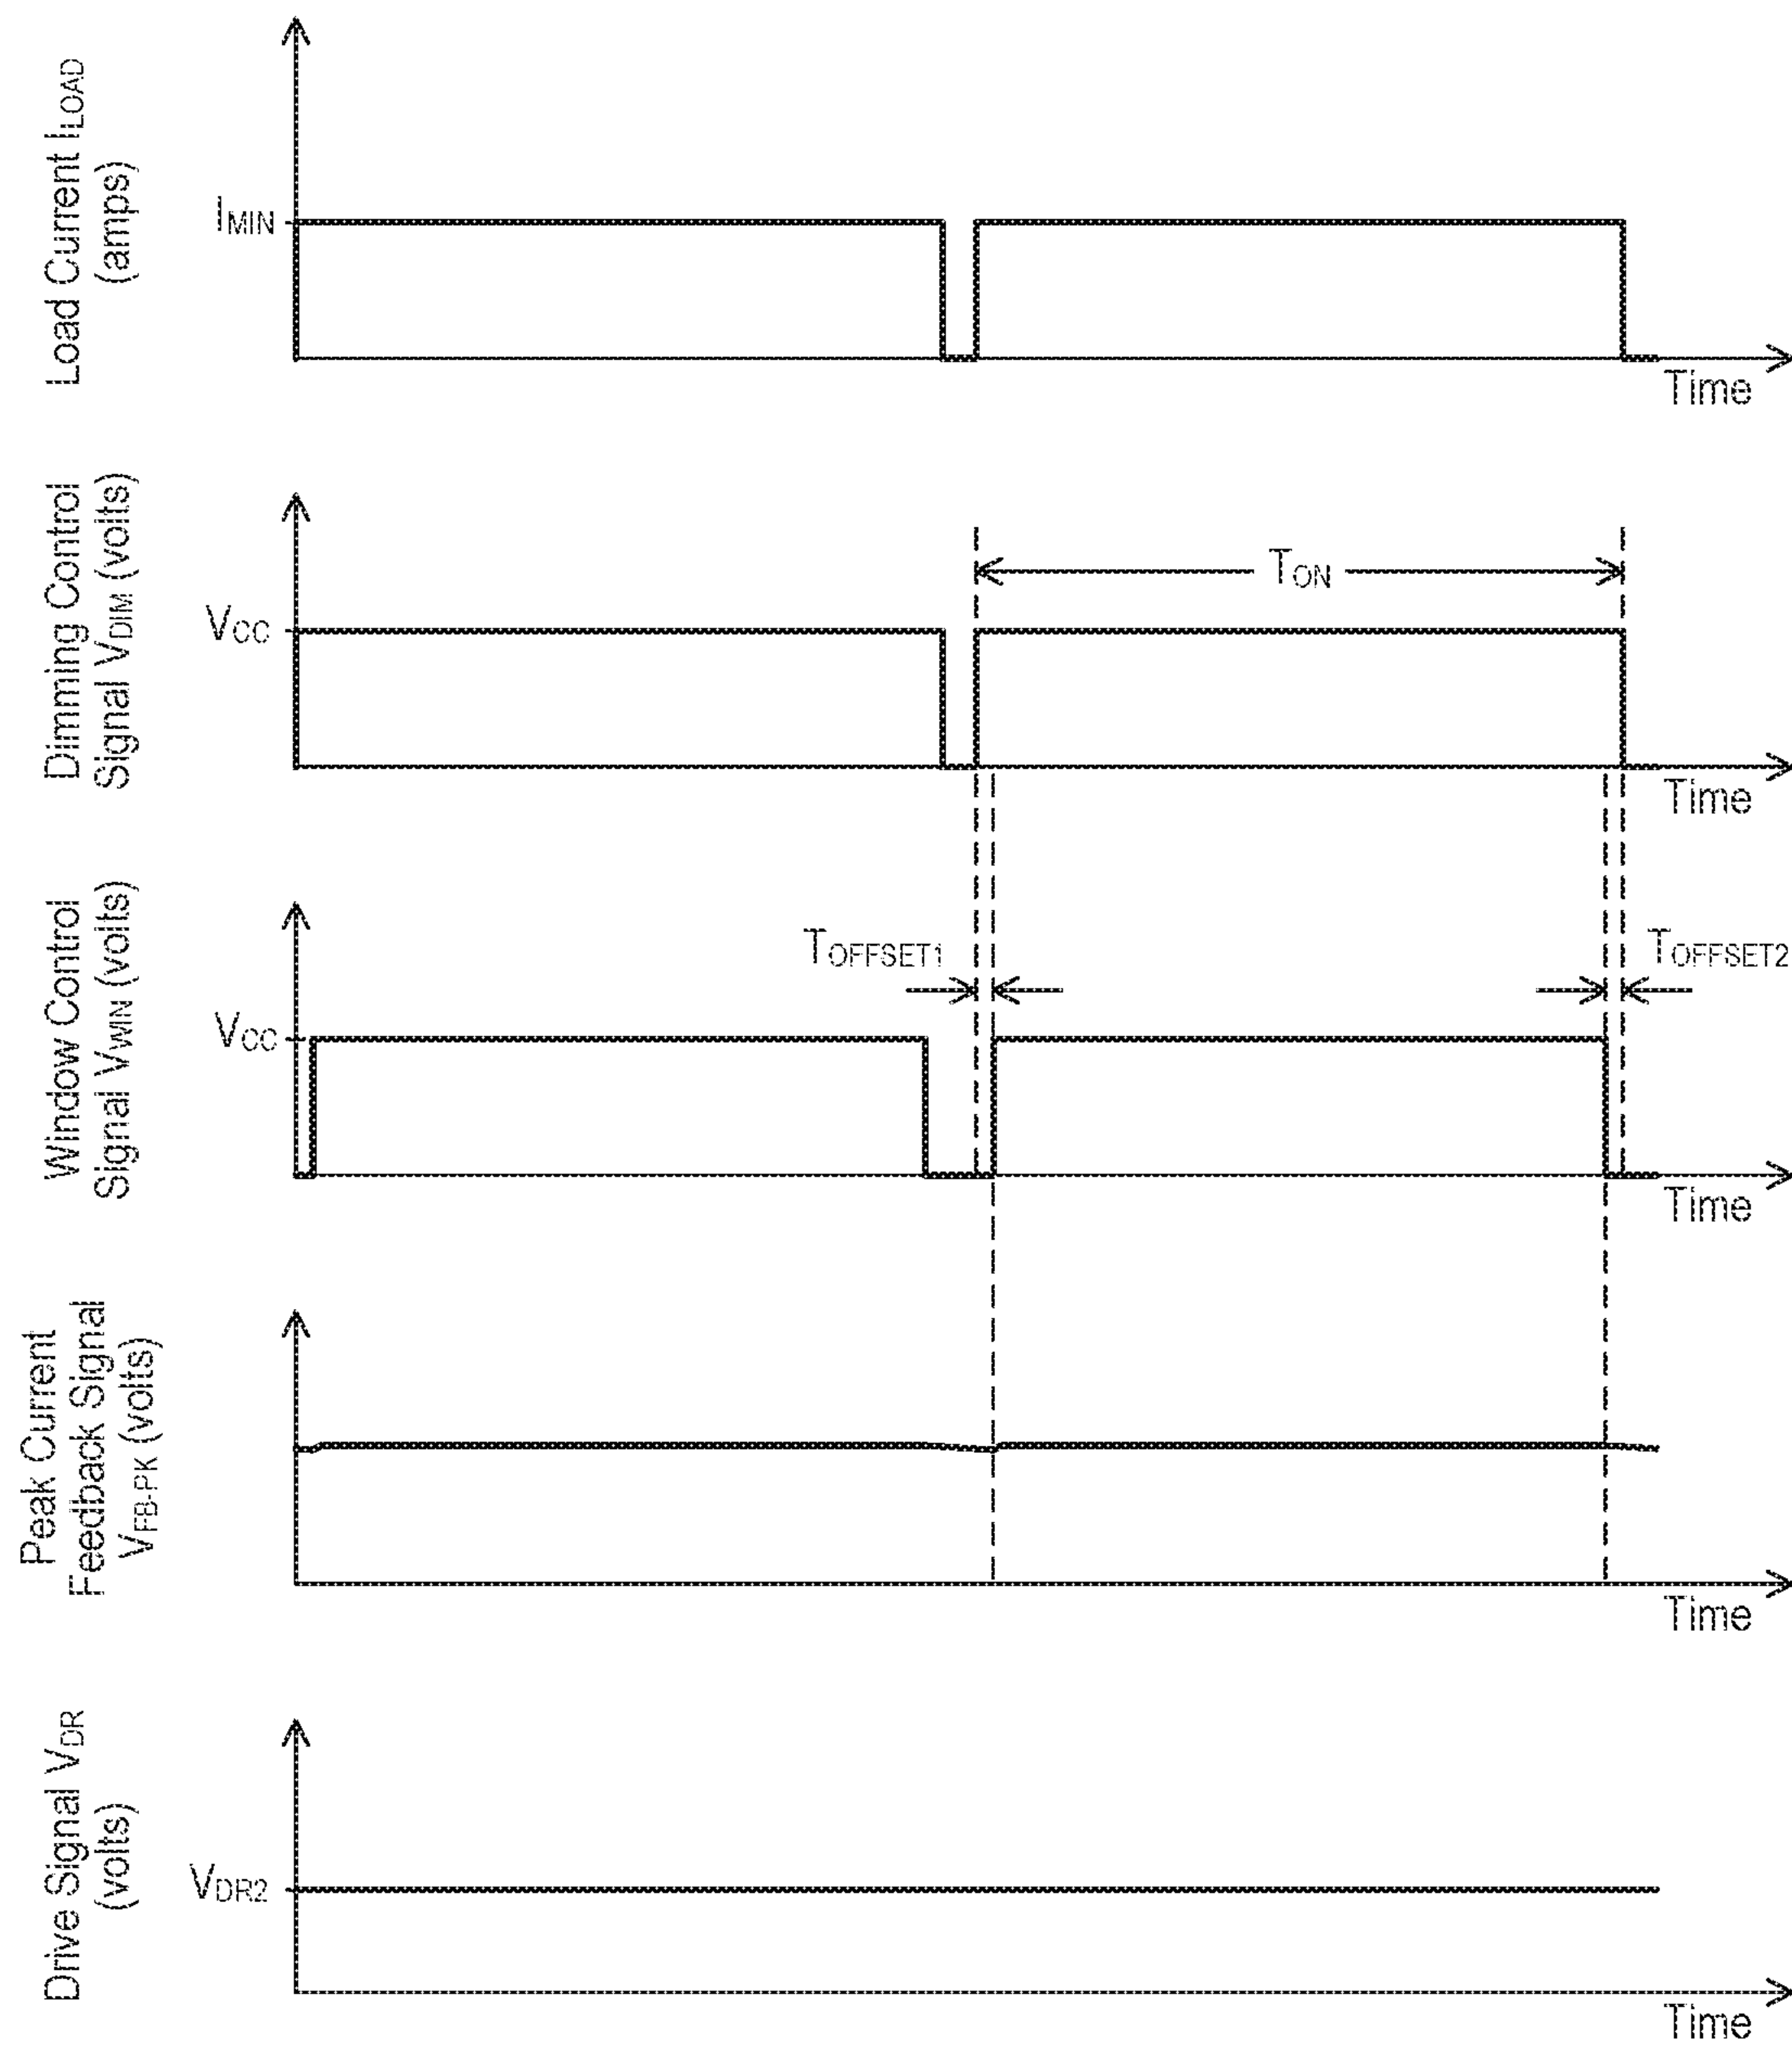 Load Current ILOAD
(amps)
IMIN
Time
Dimming Control
Signal VDIM (volts)
TON
VCC
Time
Window Control
Signal VWIN (volts)
TOFFSET1
TOFFSET2
VCC
Time
Peak Current
Feedback Signal
VFB-PK (volts)
Time
Drive Signal VDR
(volts)
VDR2
Time